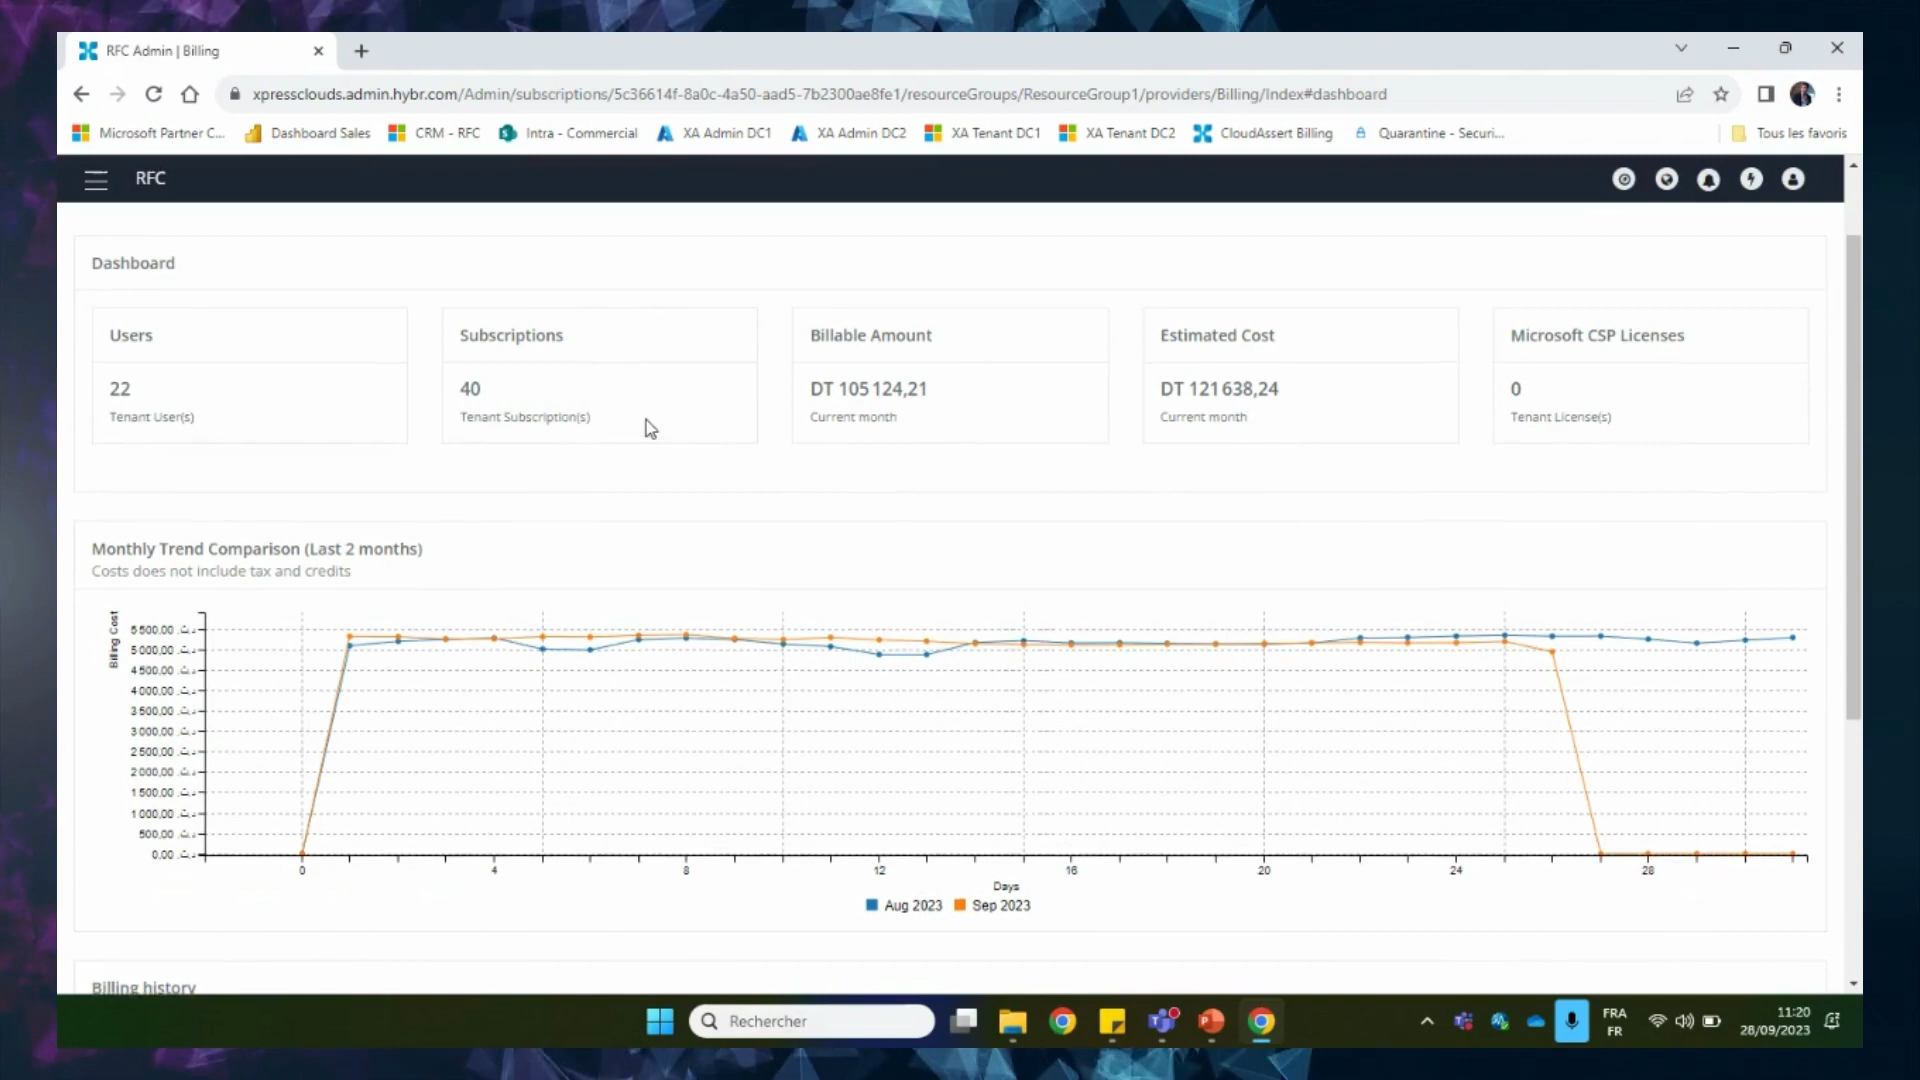 RFC Admin | Billing
xpressclouds.admin.hybr.com/Admin/subscriptions/5c36614f-8a0c-4a50-aad5-7b2300ae8fe1/resourceGroups/ResourceGroup1/providers/Billing/Index#dashboard
Microsoft Partner C... Dashboard Sales CRM - RFC Intra - Commercial XA Admin DC1 XA Admin DC2 XA Tenant DC1 XA Tenant DC2 CloudAssert Billing Quarantine - Securi... Tous les favoris
RFC
Dashboard
Users Subscriptions Billable Amount Estimated Cost Microsoft CSP Licenses
22 40 DT 105 124,21 DT 121 638,24 0
Tenant User(s) Tenant Subscription(s) Current month Current month Tenant License(s)
Monthly Trend Comparison (Last 2 months)
Costs does not include tax and credits
Billing Cost
5 500.00
5 000.00
4 500.00
4 000.00
3 500.00
3 000.00
2 500.00
2 000.00
1 500.00
1 000.00
500.00
0.00
0 4 8 12 16 20 24 28
Days
Aug 2023 Sep 2023
Billing history
Rechercher
FRA
FR
11:20
28/09/2023